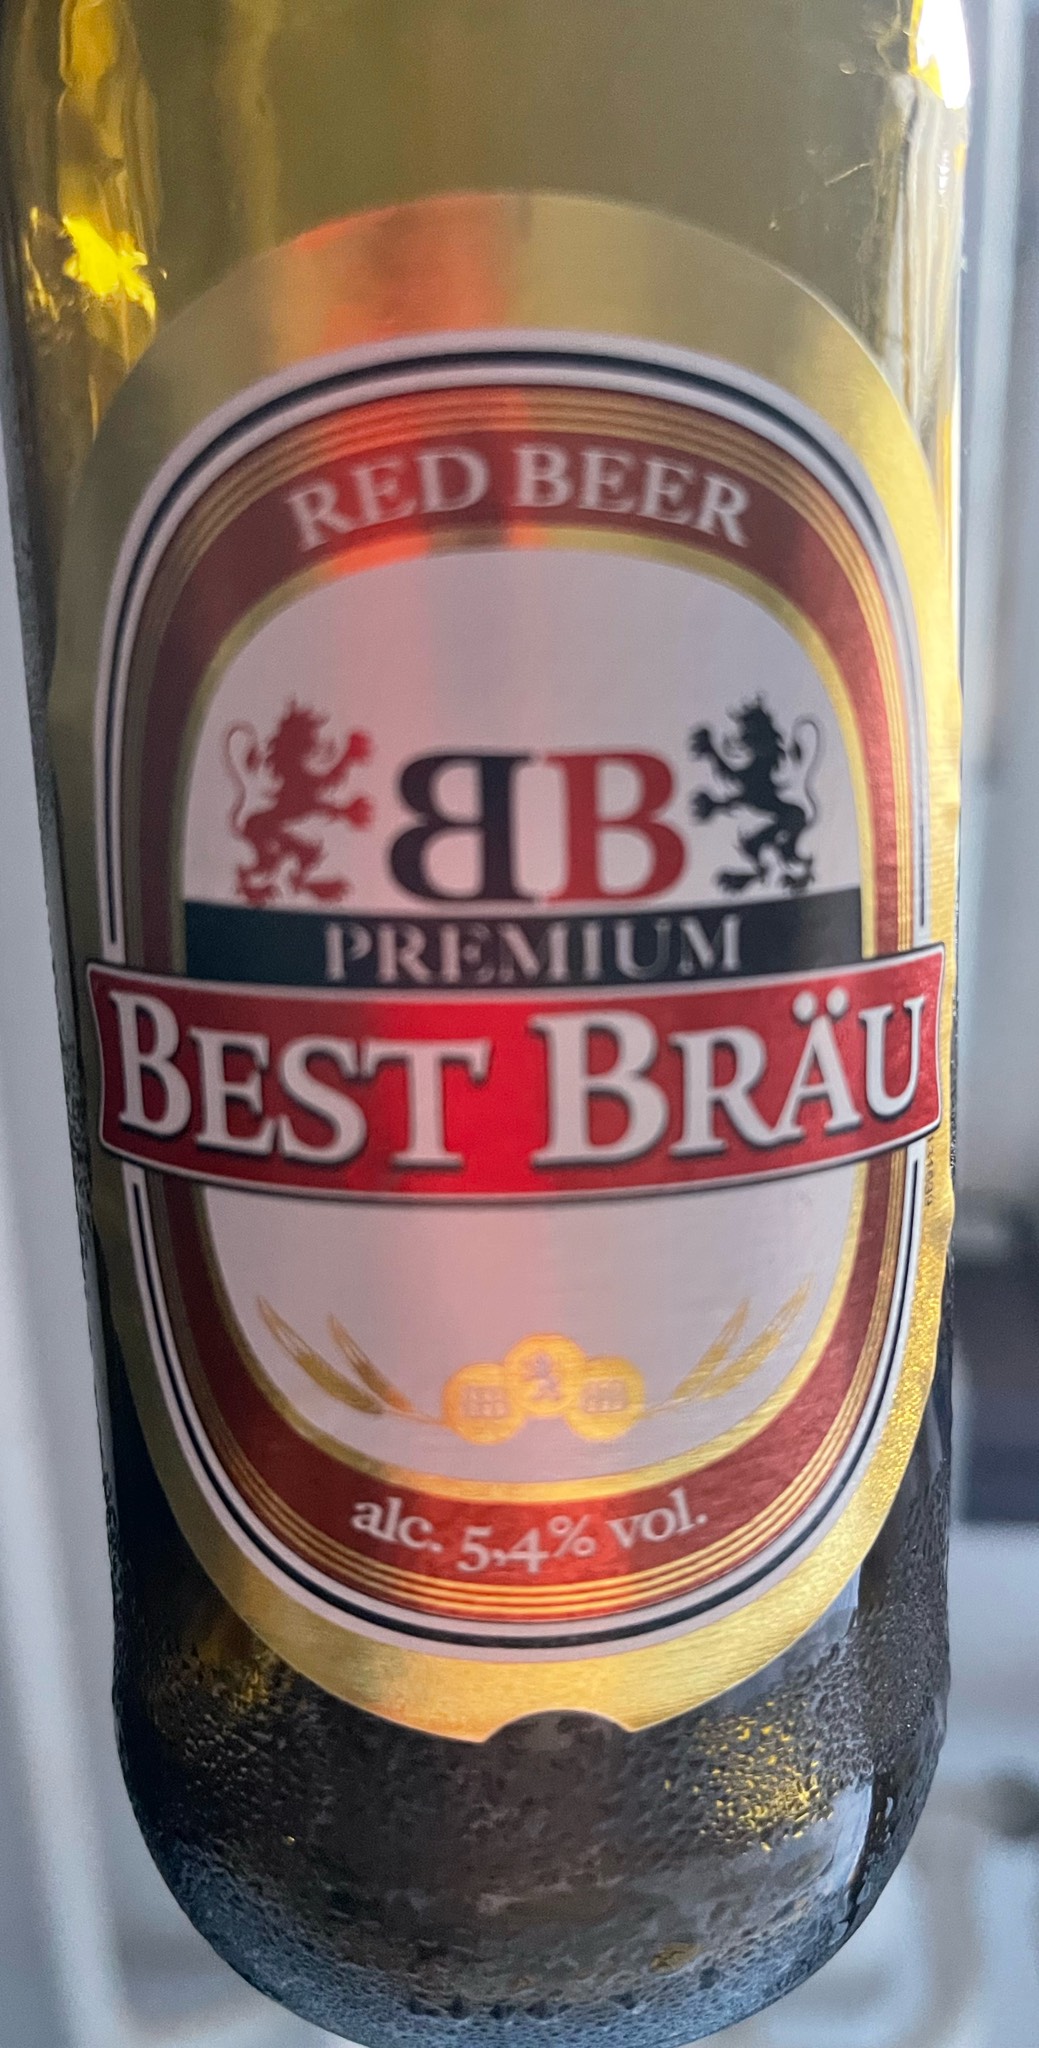 RED BEER
BB
PREMIUM
BEST BRÄU
alc. 5,4% vol.